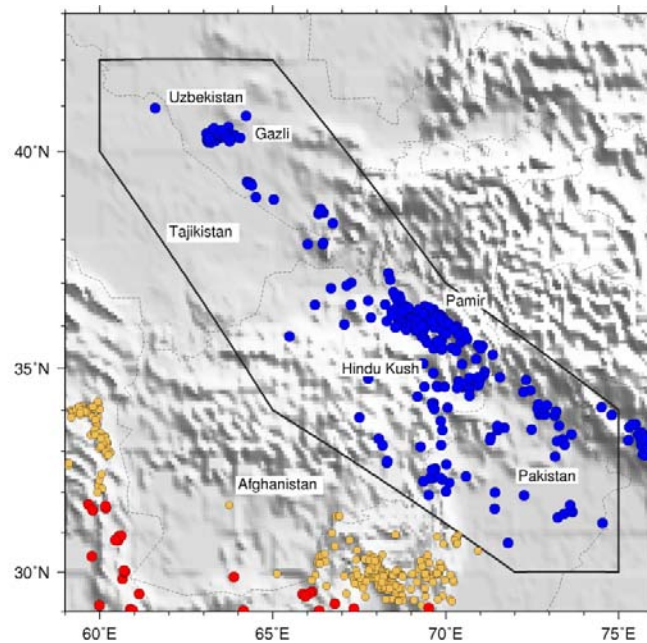 Uzbekistan
Gazli
40°N
Tajikistan
Pamir
35°N
Hindu Kush
Afghanistan
Pakistan
30°N
60°E
65°E
70°E
75°E